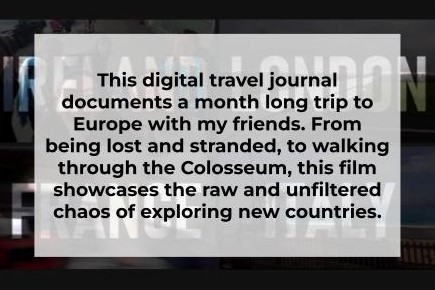 IRELAND LONDON
This digital travel journal
documents a month long trip to
Europe with my friends. From
being lost and stranded, to walking
through the Colosseum, this film
showcases the raw and unfiltered
chaos of exploring new countries.
FRANCE ITALY